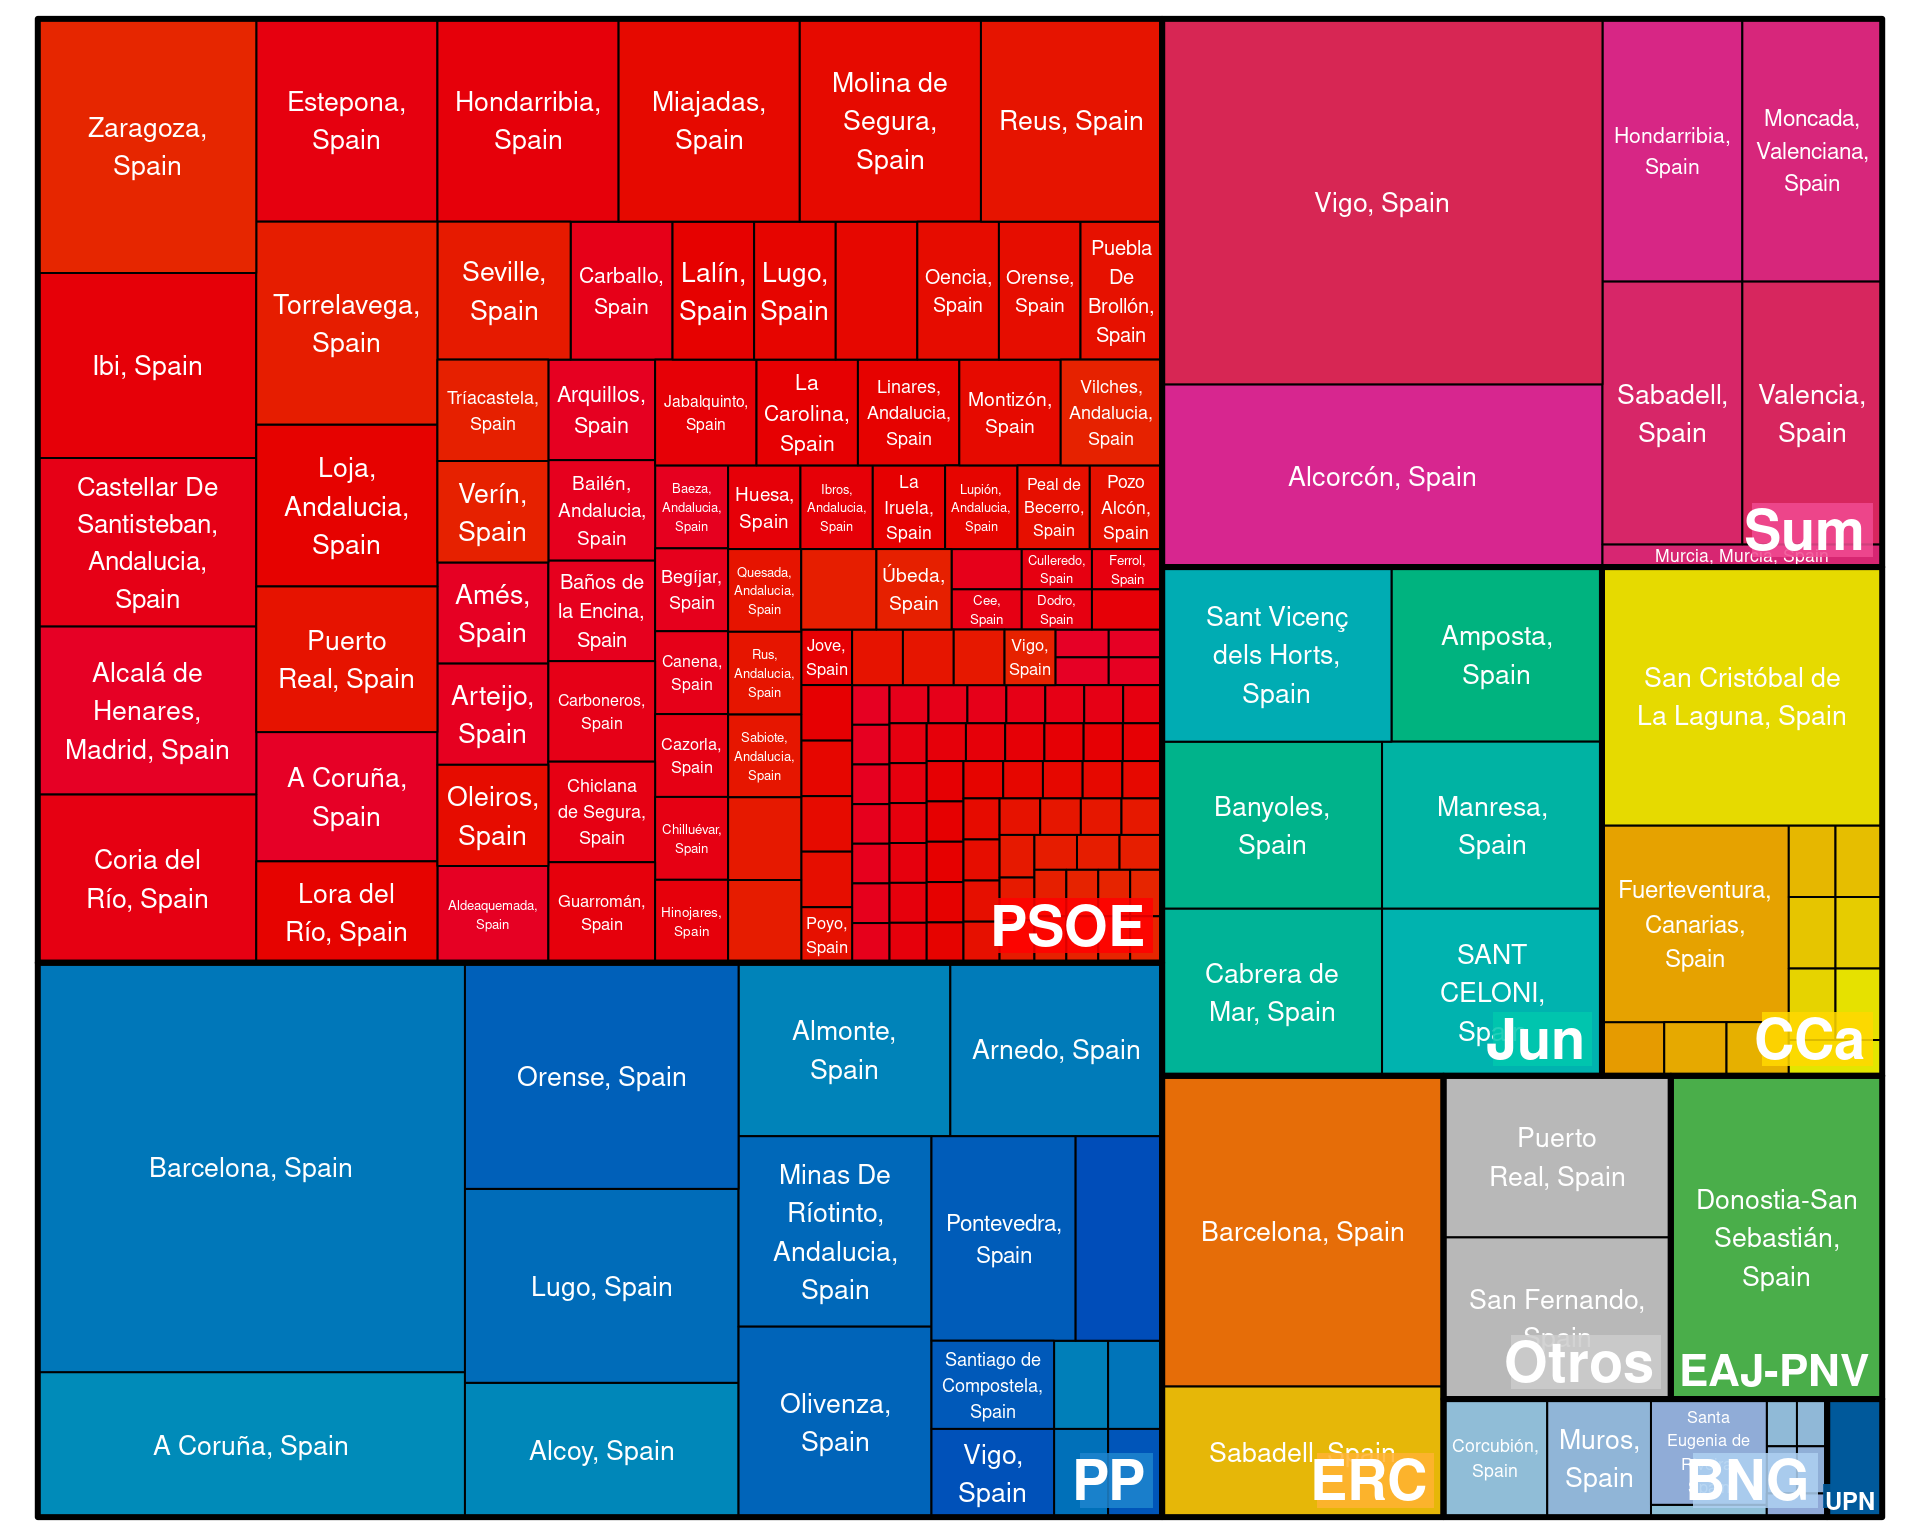 Zaragoza,
Spain
Estepona,
Spain
Hondarribia,
Spain
Miajadas,
Spain
Molina de
Segura,
Spain
Reus, Spain
Ibi, Spain
Torrelavega,
Spain
Seville,
Spain
Carballo,
Spain
Lalín,
Spain
Lugo,
Spain
Oencia,
Spain
Orense,
Spain
Puebla
De
Brollón,
Spain
Castellar De
Santisteban,
Andalucia,
Spain
Loja,
Andalucia,
Spain
Tríacastela,
Spain
Arquillos,
Spain
Jabalquinto,
Spain
La
Carolina,
Spain
Linares,
Andalucia,
Spain
Montizón,
Spain
Vilches,
Andalucia,
Spain
Verín,
Spain
Bailén,
Andalucia,
Spain
Baeza,
Andalucia,
Spain
Huesa,
Spain
Ibros,
Andalucia,
Spain
La
Iruela,
Spain
Lupión,
Andalucia,
Spain
Peal de
Becerro,
Spain
Pozo
Alcón,
Spain
Alcalá de
Henares,
Madrid, Spain
Puerto
Real, Spain
Amés,
Spain
Baños de
la Encina,
Spain
Begíjar,
Spain
Quesada,
Andalucia,
Spain
Úbeda,
Spain
Culleredo,
Spain
Ferrol,
Spain
Cee,
Spain
Dodro,
Spain
Arteijo,
Spain
Carboneros,
Spain
Canena,
Spain
Rus,
Andalucia,
Spain
Jove,
Spain
Vigo,
Spain
Coria del
Río, Spain
A Coruña,
Spain
Oleiros,
Spain
Chiclana
de Segura,
Spain
Cazorla,
Spain
Sabiote,
Andalucia,
Spain
Lora del
Río, Spain
Aldeaquemada,
Spain
Guarromán,
Spain
Chilluévar,
Spain
Hinojares,
Spain
Poyo,
Spain
PSOE
Vigo, Spain
Hondarribia,
Spain
Moncada,
Valenciana,
Spain
Alcorcón, Spain
Sabadell,
Spain
Valencia,
Spain
Murcia, Murcia, Spain
Sum
Sant Vicenç
dels Horts,
Spain
Amposta,
Spain
Banyoles,
Spain
Manresa,
Spain
Cabrera de
Mar, Spain
SANT
CELONI,
Spain
Jun
San Cristóbal de
La Laguna, Spain
Fuerteventura,
Canarias,
Spain
CCa
Barcelona, Spain
A Coruña, Spain
Orense, Spain
Lugo, Spain
Alcoy, Spain
Almonte,
Spain
Arnedo, Spain
Minas De
Ríotinto,
Andalucia,
Spain
Pontevedra,
Spain
Olivenza,
Spain
Santiago de
Compostela,
Spain
Vigo,
Spain
PP
Barcelona, Spain
Sabadell, Spain
ERC
Puerto
Real, Spain
San Fernando,
Spain
Otros
Donostia-San
Sebastián,
Spain
EAJ-PNV
Corcubión,
Spain
Muros,
Spain
Santa
Eugenia de
BNG
UPN